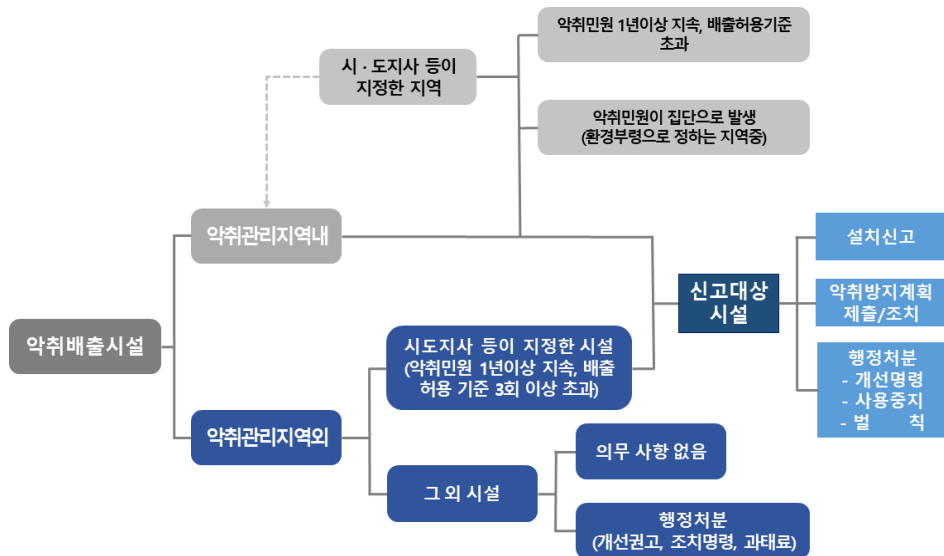 악취민원 1년이상 지속, 배출허용기준
초과
시 · 도지사 등이
지정한 지역
악취민원이 집단으로 발생
(환경부령으로 정하는 지역중)
악취관리지역내
설치신고
신고대상
시설
악취방지계획
제출/조치
악취배출시설
시도지사 등이 지정한 시설
(악취민원 1년이상 지속, 배출
허용 기준 3회 이상 초과)
행정처분
- 개선명령
- 사용중지
- 벌 칙
악취관리지역외
의무 사항 없음
그 외 시설
행정처분
(개선권고, 조치명령, 과태료)